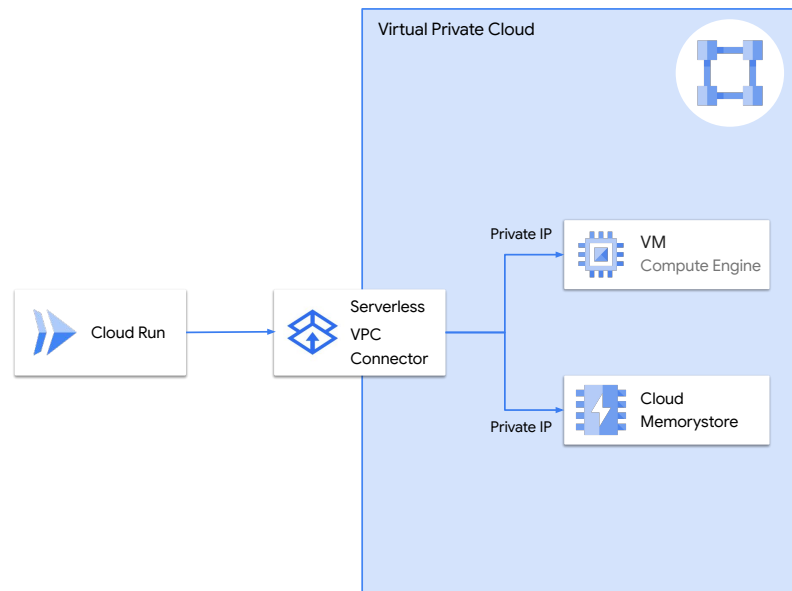 Virtual Private Cloud
Private IP
VM
Compute Engine
Cloud Run
Serverless
VPC
Connector
Cloud
Memorystore
Private IP